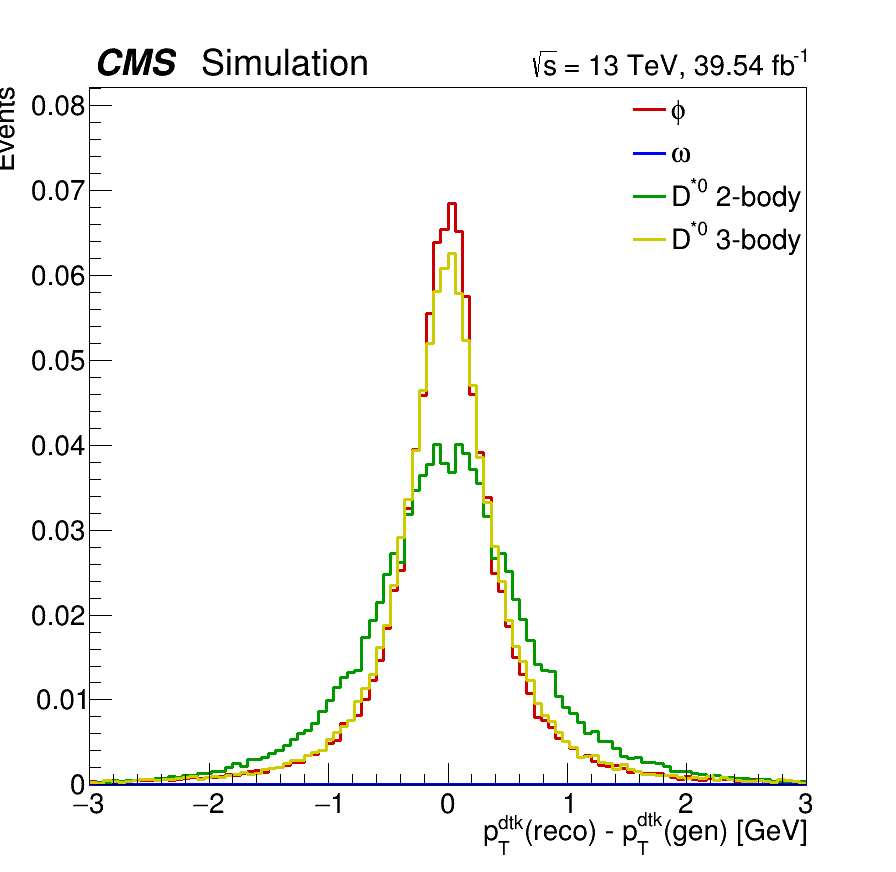 CMS Simulation √s = 13 TeV, 39.54 fb⁻¹
Events
0.08
0.07
0.06
0.05
0.04
0.03
0.02
0.01
0
ϕ
ω
D*⁰ 2-body
D*⁰ 3-body
−3 −2 −1 0 1 2 3
p_T^dtk(reco) - p_T^dtk(gen) [GeV]